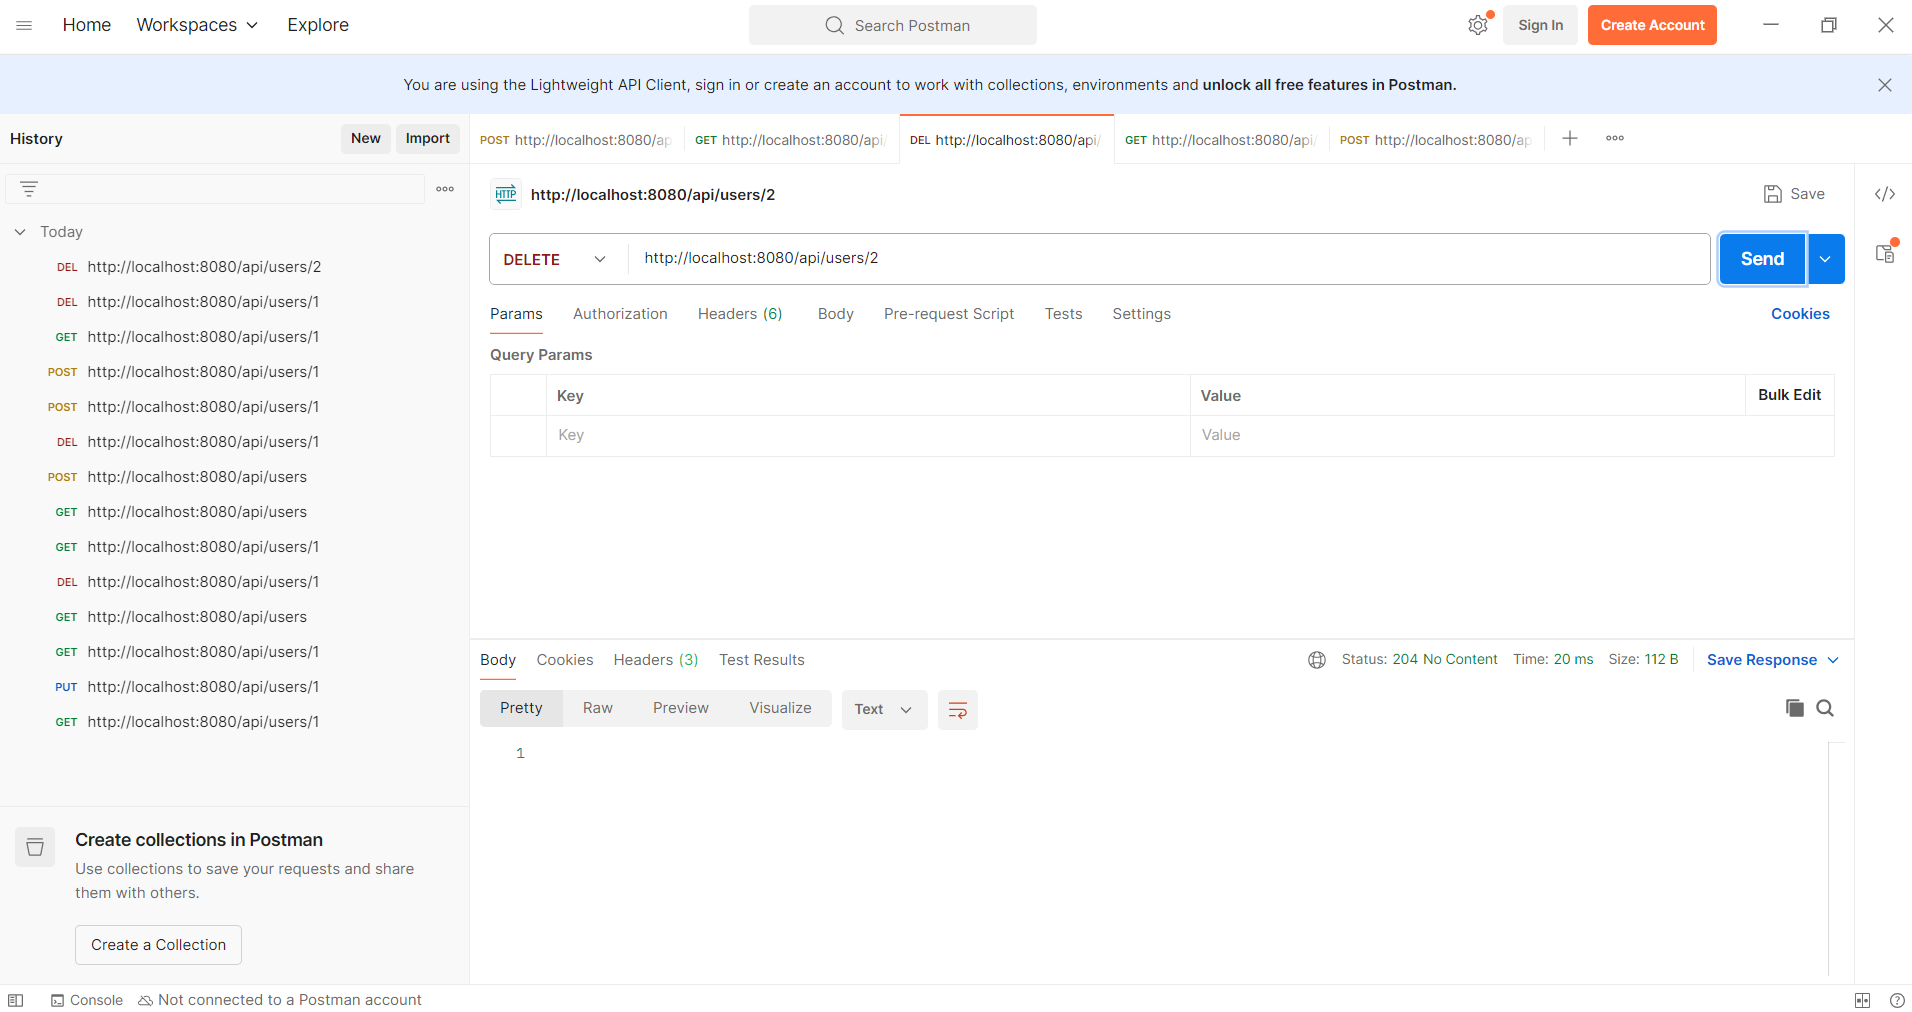 Home Workspaces Explore
Search Postman
Sign In Create Account
You are using the Lightweight API Client, sign in or create an account to work with collections, environments and unlock all free features in Postman.
History New Import
POST http://localhost:8080/ap
GET http://localhost:8080/api/
DEL http://localhost:8080/api/
GET http://localhost:8080/api/
POST http://localhost:8080/ap
Today
DEL http://localhost:8080/api/users/2
DEL http://localhost:8080/api/users/1
GET http://localhost:8080/api/users/1
POST http://localhost:8080/api/users/1
POST http://localhost:8080/api/users/1
DEL http://localhost:8080/api/users/1
POST http://localhost:8080/api/users
GET http://localhost:8080/api/users
GET http://localhost:8080/api/users/1
DEL http://localhost:8080/api/users/1
GET http://localhost:8080/api/users
GET http://localhost:8080/api/users/1
PUT http://localhost:8080/api/users/1
GET http://localhost:8080/api/users/1
Create collections in Postman
Use collections to save your requests and share
them with others.
Create a Collection
HTTP http://localhost:8080/api/users/2 Save
DELETE http://localhost:8080/api/users/2 Send
Params Authorization Headers (6) Body Pre-request Script Tests Settings Cookies
Query Params
Key Value Bulk Edit
Key Value
Body Cookies Headers (3) Test Results Status: 204 No Content Time: 20 ms Size: 112 B Save Response
Pretty Raw Preview Visualize Text
1
Console Not connected to a Postman account